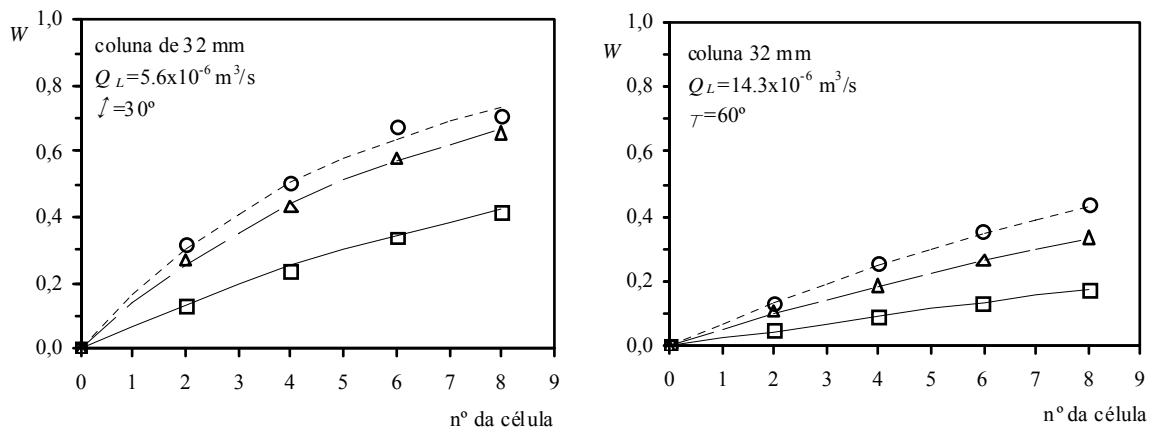 W
1,0
0,8
0,6
0,4
0,2
0,0
coluna de 32 mm
Q L=5.6x10-6 m3/s
=30º
0 1 2 3 4 5 6 7 8 9
nº da célula
W
1,0
0,8
0,6
0,4
0,2
0,0
coluna 32 mm
Q L=14.3x10-6 m3/s
=60º
0 1 2 3 4 5 6 7 8 9
nº da célula